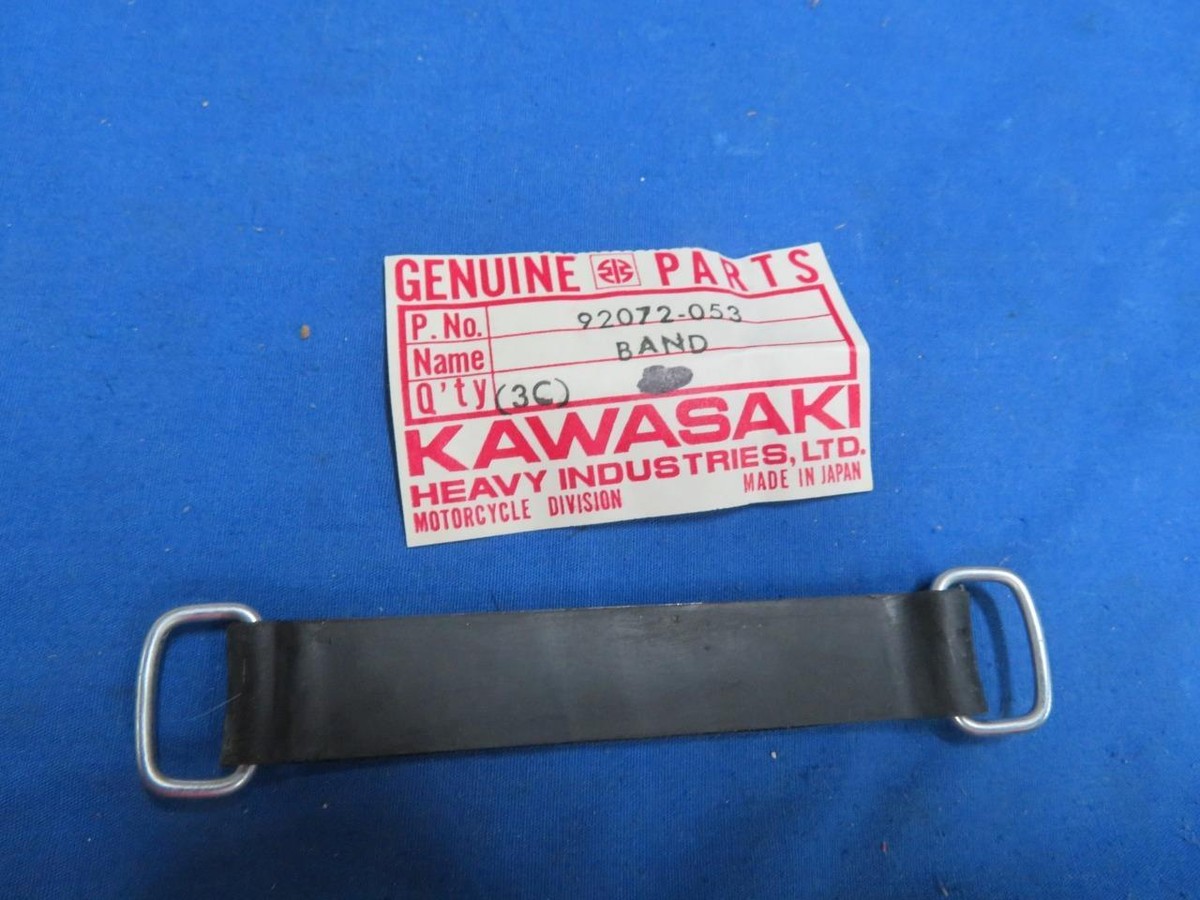 GENUINE PARTS
P. No. 92072-053
Name BAND
Q'ty (3C)
KAWASAKI
HEAVY INDUSTRIES, LTD.
MOTORCYCLE DIVISION MADE IN JAPAN